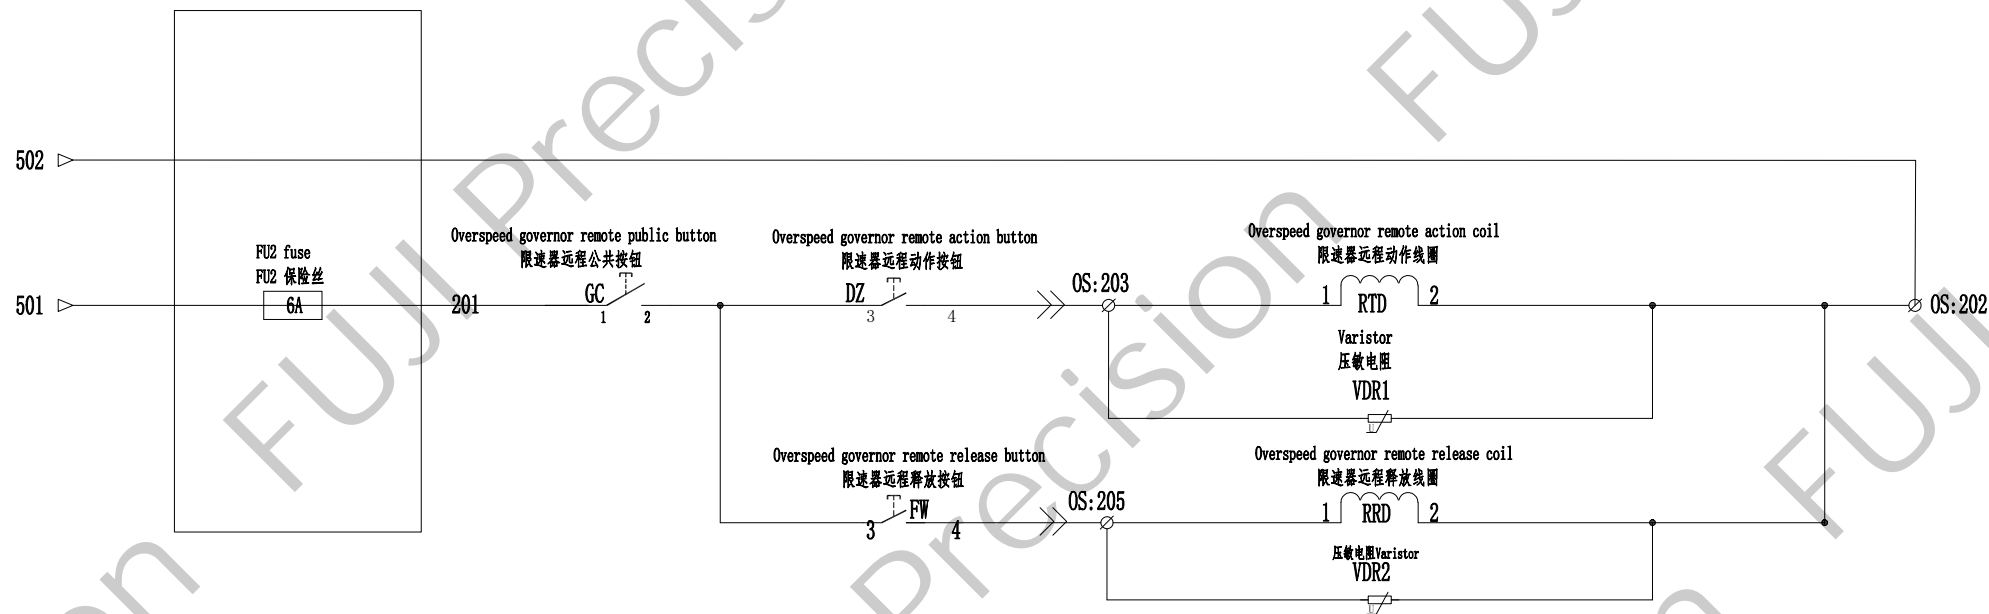 502
Overspeed governor remote public button
限速器远程公共按钮
Overspeed governor remote action button
限速器远程动作按钮
Overspeed governor remote action coil
限速器远程动作线圈
FU2 fuse
FU2 保险丝
501
6A
201
GC
1
2
DZ
3
4
OS:203
1
RTD
2
OS:202
Varistor
压敏电阻
VDR1
U
Overspeed governor remote release button
限速器远程释放按钮
Overspeed governor remote release coil
限速器远程释放线圈
3
FW
4
OS:205
1
RRD
2
压敏电阻Varistor
VDR2
U
FUJI Precision
FUJI Precision
FUJI
FUJI